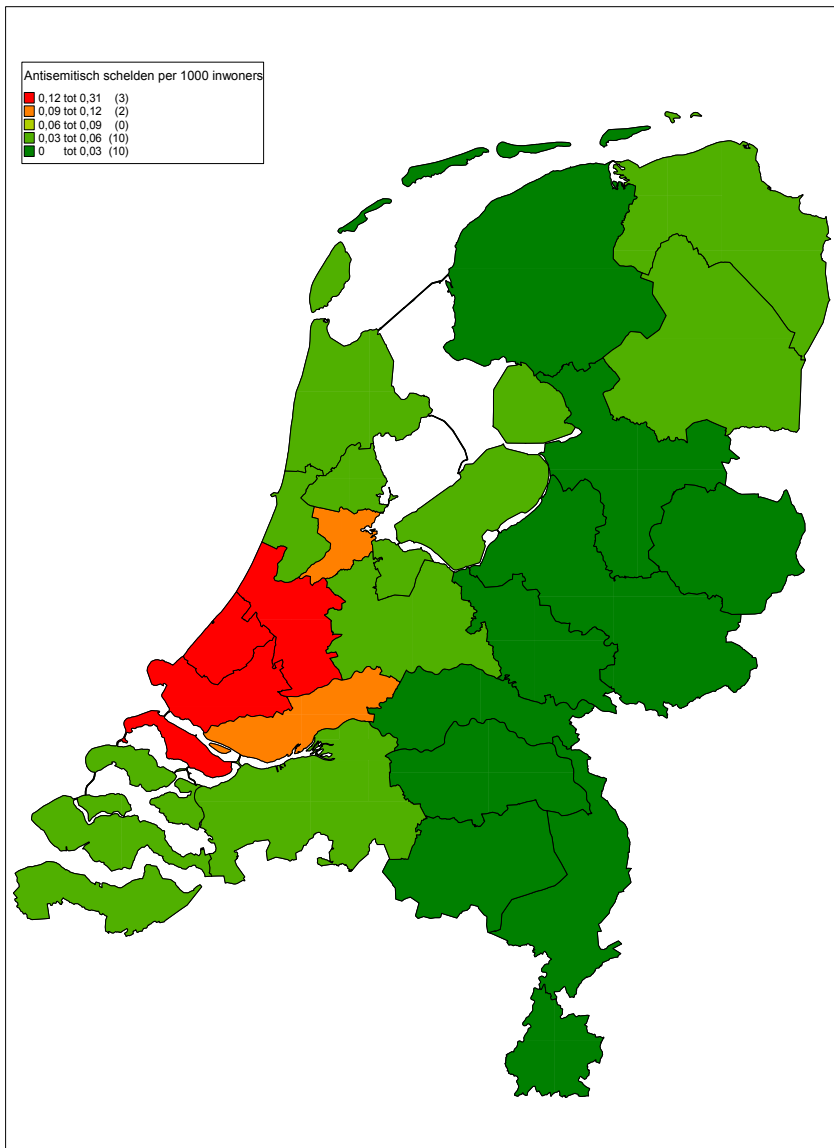 Antisemitisch schelden per 1000 inwoners
0,12 tot 0,31 (3)
0,09 tot 0,12 (2)
0,06 tot 0,09 (0)
0,03 tot 0,06 (10)
0 tot 0,03 (10)